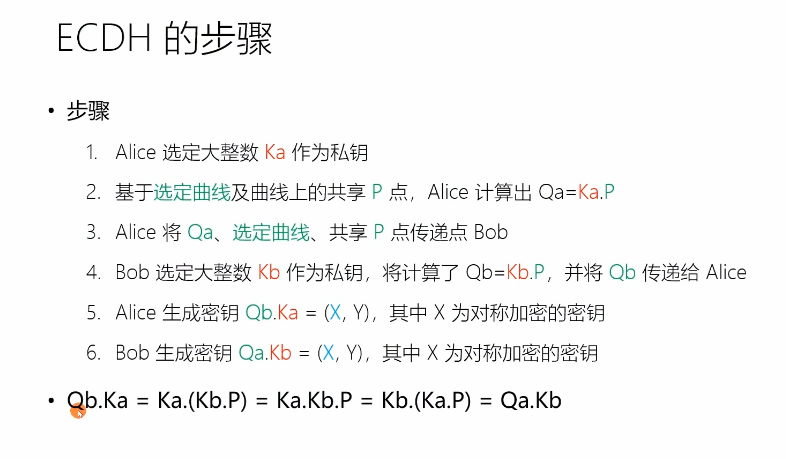 ECDH 的步骤
• 步骤
1. Alice 选定大整数 Ka 作为私钥
2. 基于选定曲线及曲线上的共享 P 点，Alice 计算出 Qa=Ka.P
3. Alice 将 Qa、选定曲线、共享 P 点传递点 Bob
4. Bob 选定大整数 Kb 作为私钥，将计算了 Qb=Kb.P，并将 Qb 传递给 Alice
5. Alice 生成密钥 Qb.Ka = (X, Y)，其中 X 为对称加密的密钥
6. Bob 生成密钥 Qa.Kb = (X, Y)，其中 X 为对称加密的密钥
• Qb.Ka = Ka.(Kb.P) = Ka.Kb.P = Kb.(Ka.P) = Qa.Kb